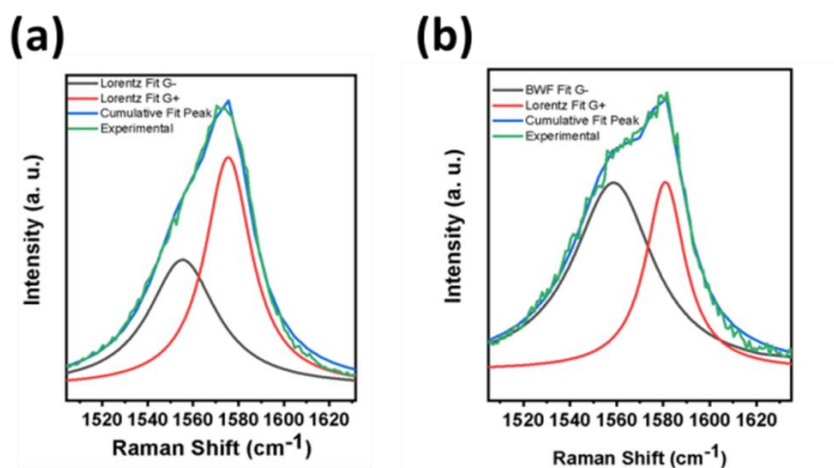 (a)
Lorentz Fit G-
Lorentz Fit G+
Cumulative Fit Peak
Experimental
Intensity (a. u.)
1520 1540 1560 1580 1600 1620
Raman Shift (cm-1)
(b)
BWF Fit G-
Lorentz Fit G+
Cumulative Fit Peak
Experimental
Intensity (a. u.)
1520 1540 1560 1580 1600 1620
Raman Shift (cm-1)